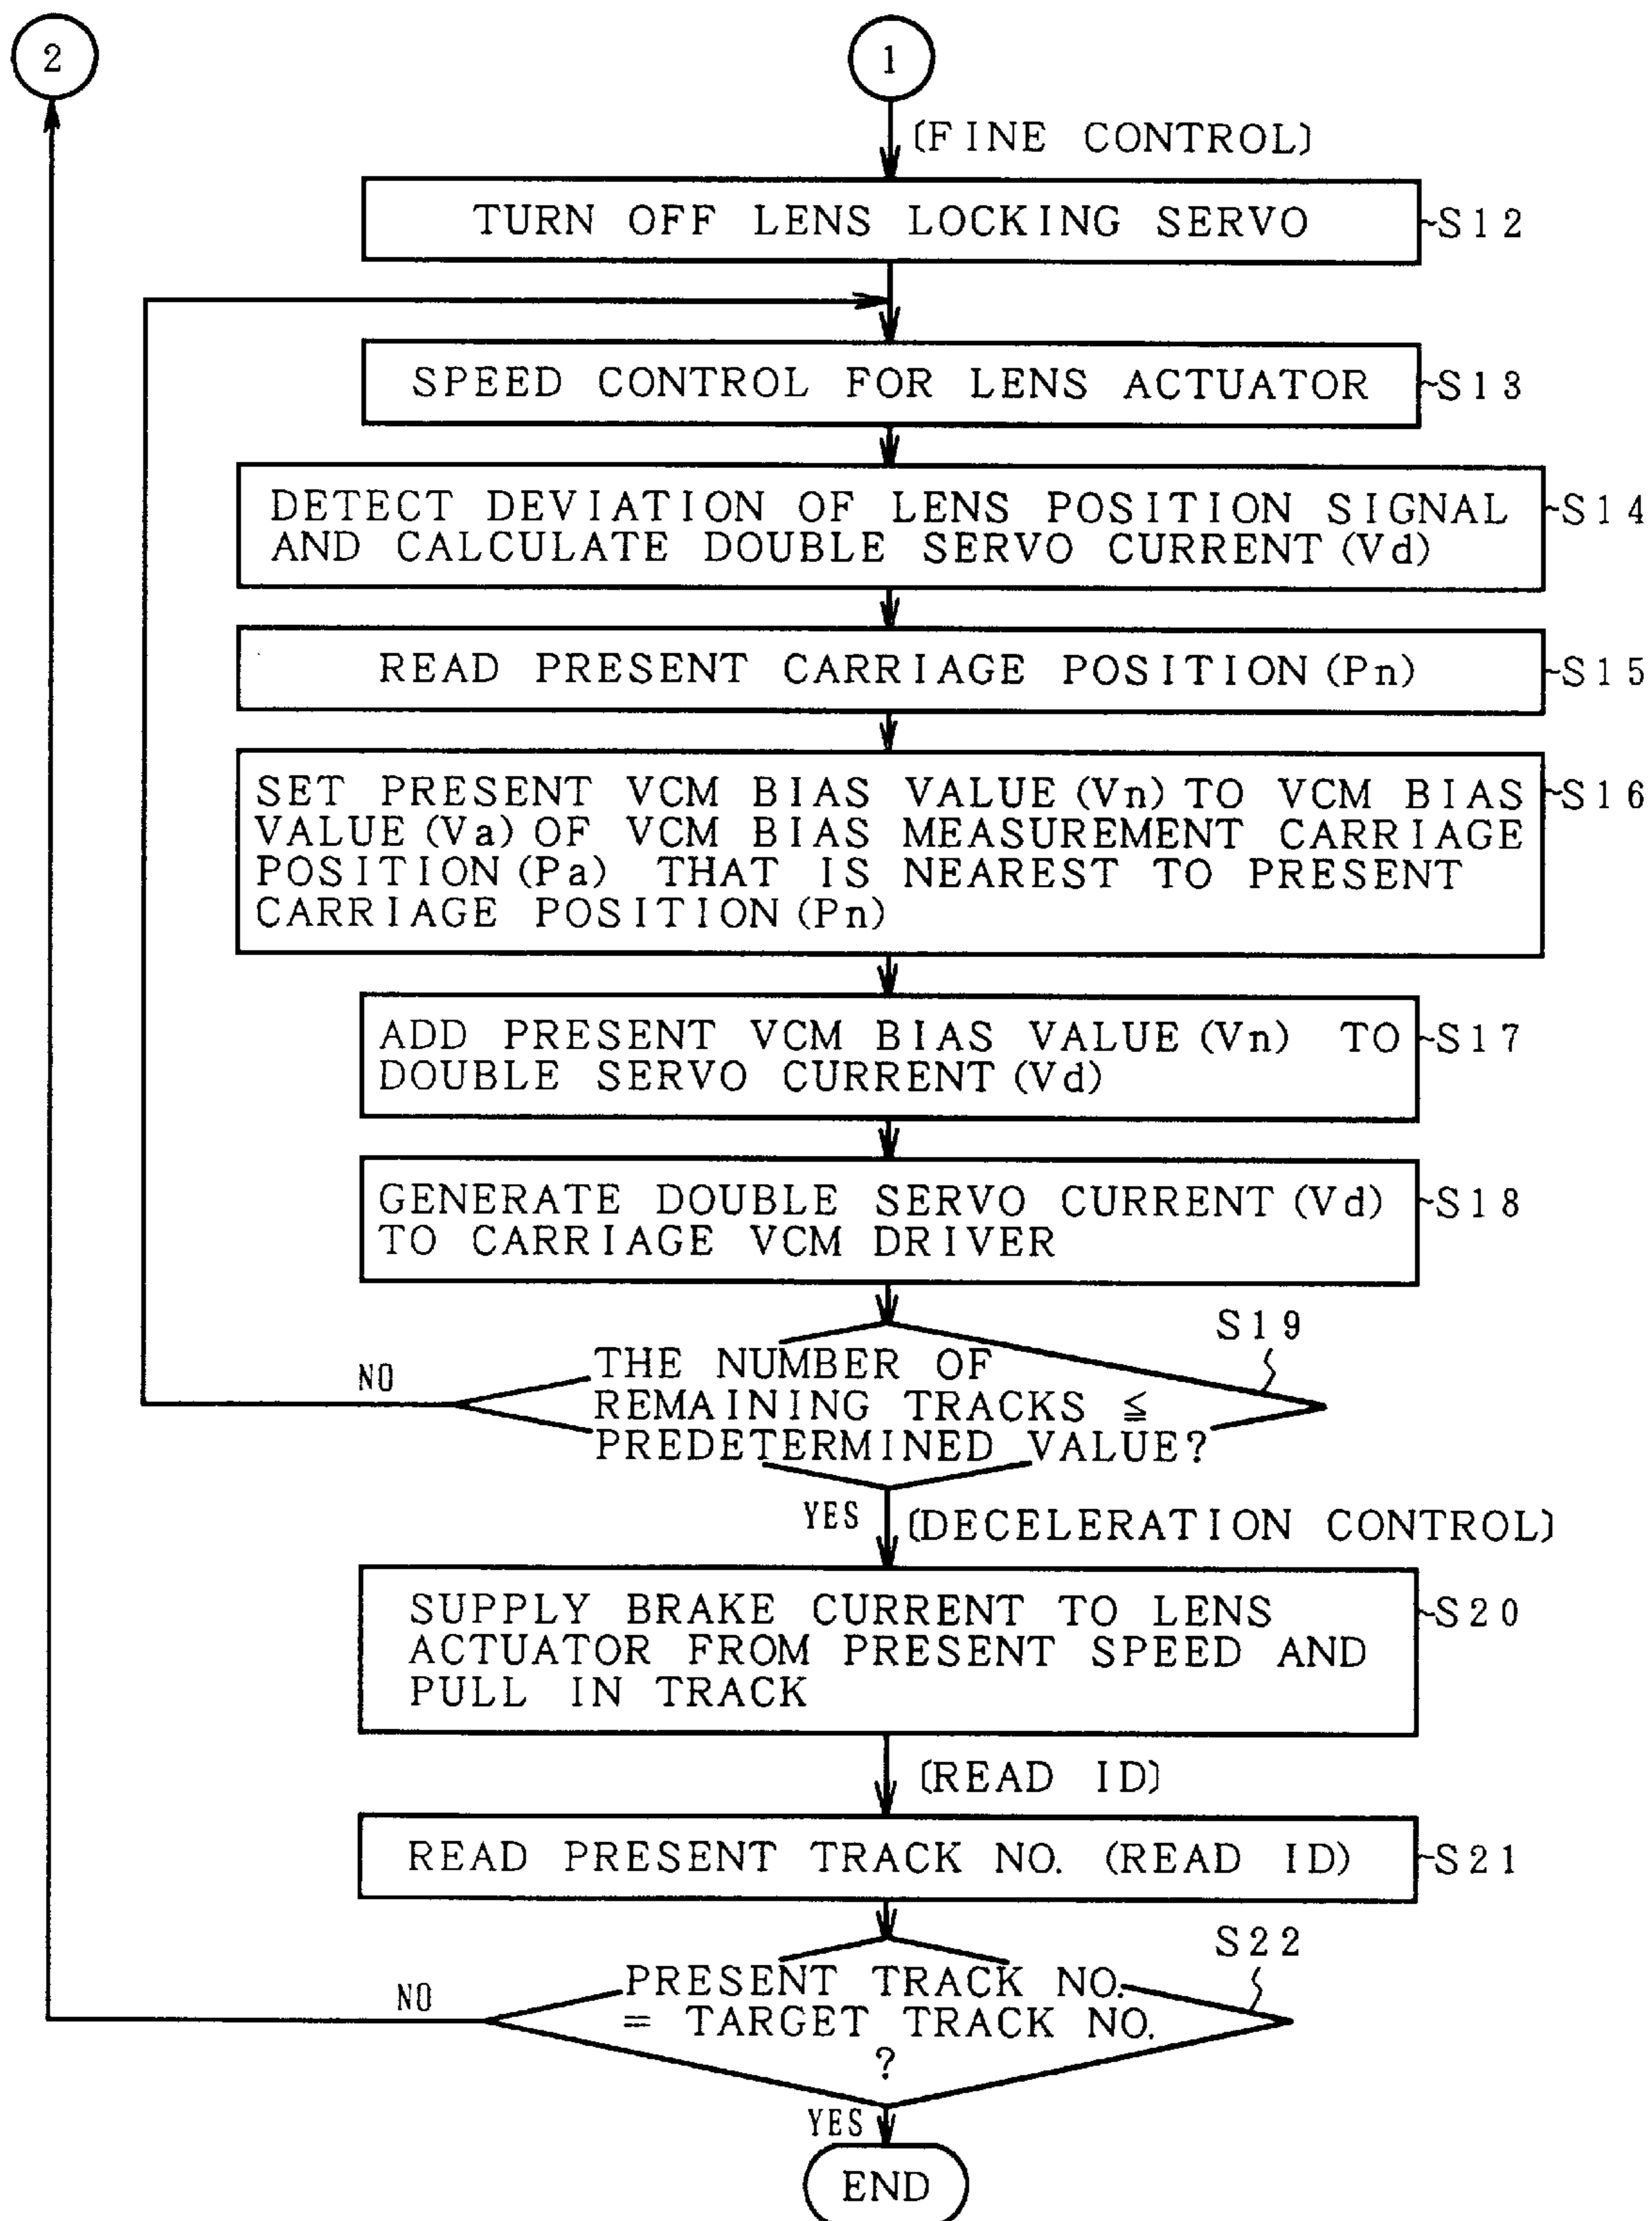 2
1
(FINE CONTROL)
TURN OFF LENS LOCKING SERVO
S12
SPEED CONTROL FOR LENS ACTUATOR
S13
DETECT DEVIATION OF LENS POSITION SIGNAL
AND CALCULATE DOUBLE SERVO CURRENT (Vd)
S14
READ PRESENT CARRIAGE POSITION (Pn)
S15
SET PRESENT VCM BIAS VALUE (Vn) TO VCM BIAS
VALUE (Va) OF VCM BIAS MEASUREMENT CARRIAGE
POSITION (Pa) THAT IS NEAREST TO PRESENT
CARRIAGE POSITION (Pn)
S16
ADD PRESENT VCM BIAS VALUE (Vn) TO
DOUBLE SERVO CURRENT (Vd)
S17
GENERATE DOUBLE SERVO CURRENT (Vd)
TO CARRIAGE VCM DRIVER
S18
S19
THE NUMBER OF
REMAINING TRACKS ≦
PREDETERMINED VALUE?
NO
YES
(DECELERATION CONTROL)
SUPPLY BRAKE CURRENT TO LENS
ACTUATOR FROM PRESENT SPEED AND
PULL IN TRACK
S20
(READ ID)
READ PRESENT TRACK NO. (READ ID)
S21
S22
PRESENT TRACK NO.
= TARGET TRACK NO.
?
NO
YES
END